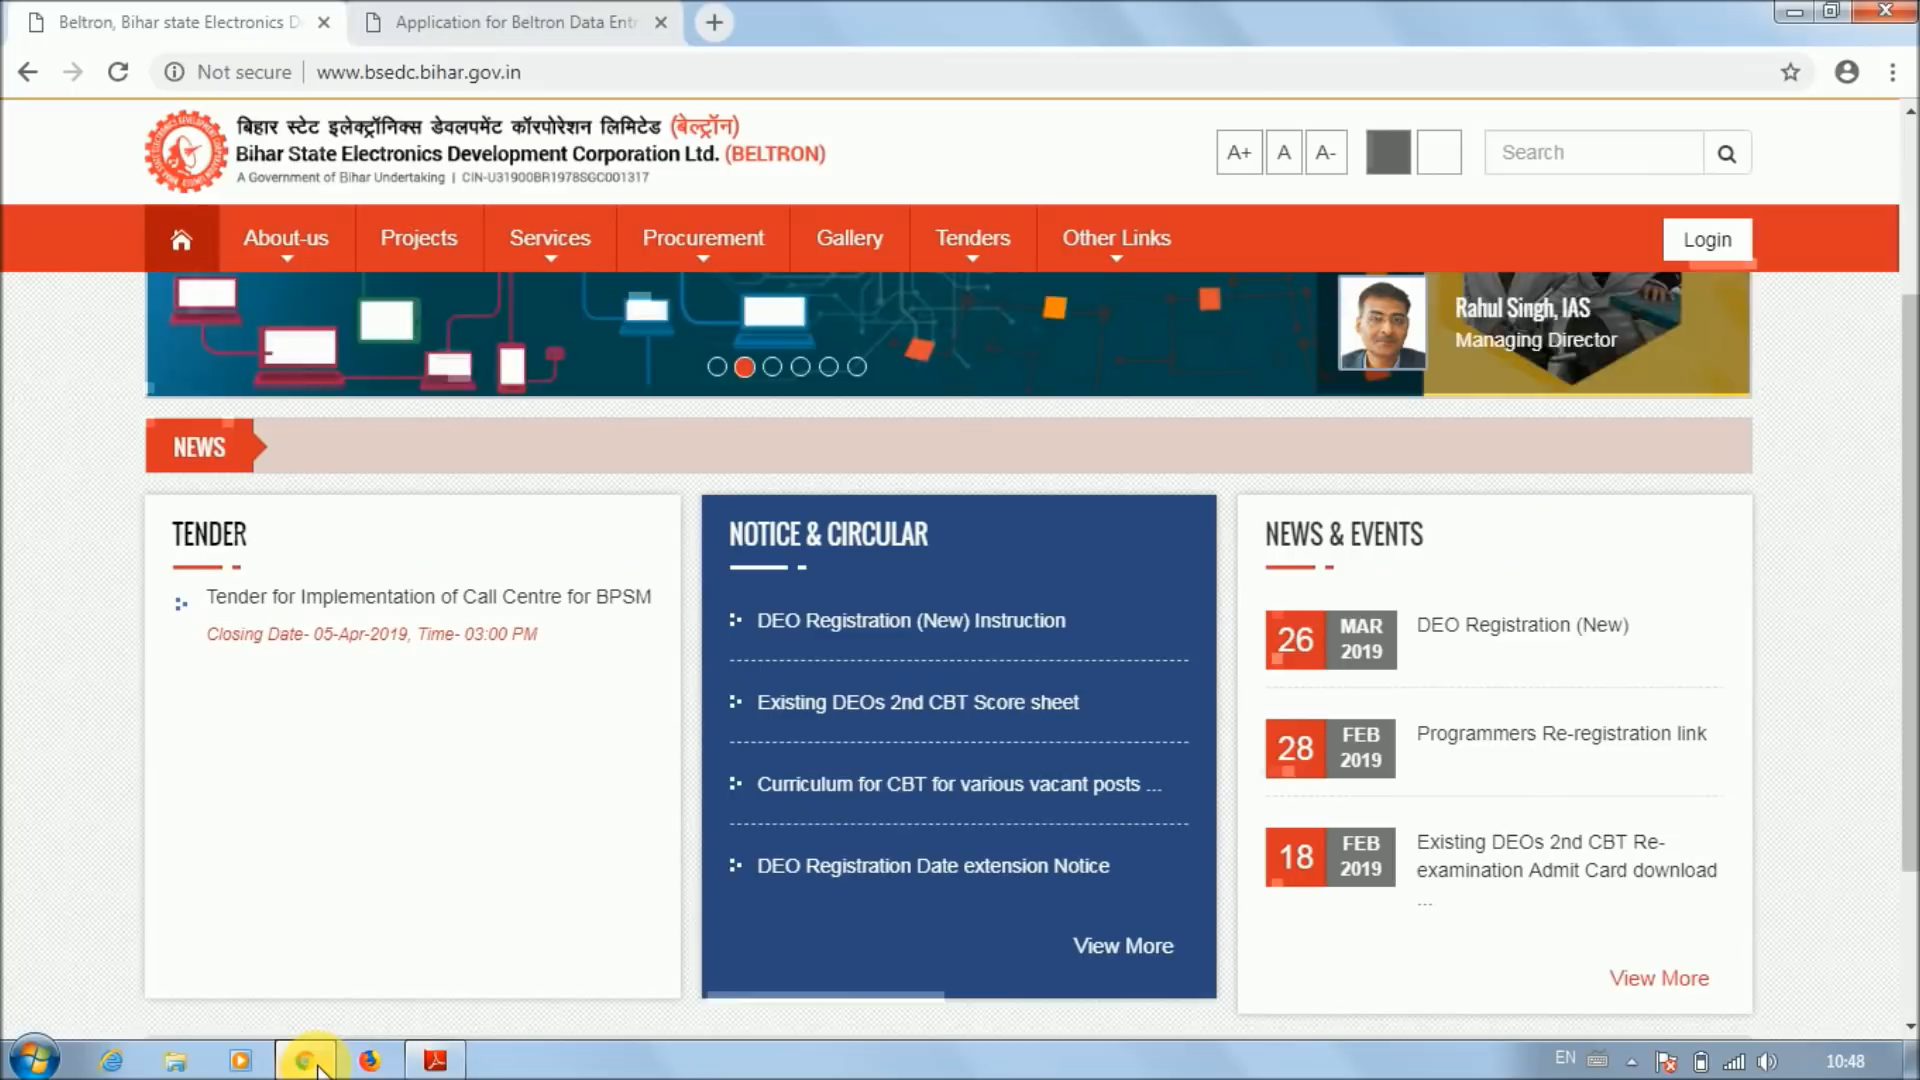 Beltron, Bihar state Electronics D
Application for Beltron Data Entr
Not secure
www.bsedc.bihar.gov.in
बिहार स्टेट इलेक्ट्रॉनिक्स डेवलपमेंट कॉरपोरेशन लिमिटेड (बेल्ट्रॉन)
Bihar State Electronics Development Corporation Ltd. (BELTRON)
A Government of Bihar Undertaking | CIN-U31900BR1978SGC001317
A+ A A-
Search
About-us Projects Services Procurement Gallery Tenders Other Links Login
Rahul Singh, IAS
Managing Director
NEWS
TENDER
Tender for Implementation of Call Centre for BPSM
Closing Date- 05-Apr-2019, Time- 03:00 PM
NOTICE & CIRCULAR
DEO Registration (New) Instruction
Existing DEOs 2nd CBT Score sheet
Curriculum for CBT for various vacant posts ...
DEO Registration Date extension Notice
View More
NEWS & EVENTS
26 MAR 2019
DEO Registration (New)
28 FEB 2019
Programmers Re-registration link
18 FEB 2019
Existing DEOs 2nd CBT Re-
examination Admit Card download
...
View More
EN
10:48